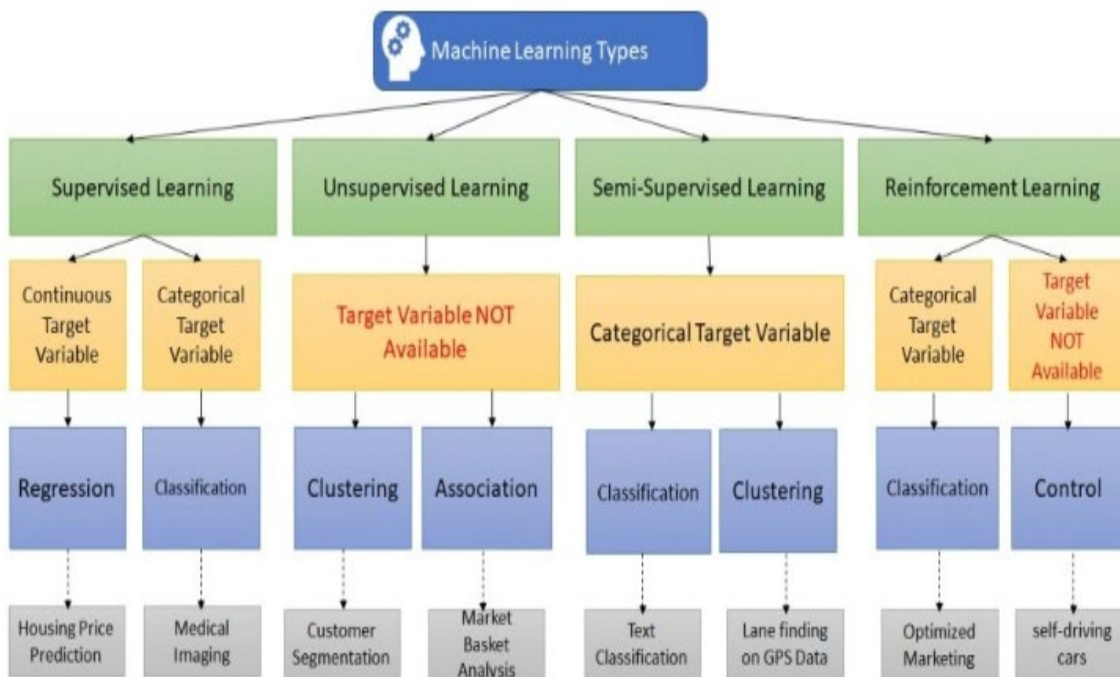 Machine Learning Types
Supervised Learning
Unsupervised Learning
Semi-Supervised Learning
Reinforcement Learning
Continuous
Target
Variable
Categorical
Target
Variable
Target Variable NOT
Available
Categorical Target Variable
Categorical
Target
Variable
Target
Variable
NOT
Available
Regression
Classification
Clustering
Association
Classification
Clustering
Classification
Control
Housing Price
Prediction
Medical
Imaging
Customer
Segmentation
Market
Basket
Analysis
Text
Classification
Lane finding
on GPS Data
Optimized
Marketing
self-driving
cars